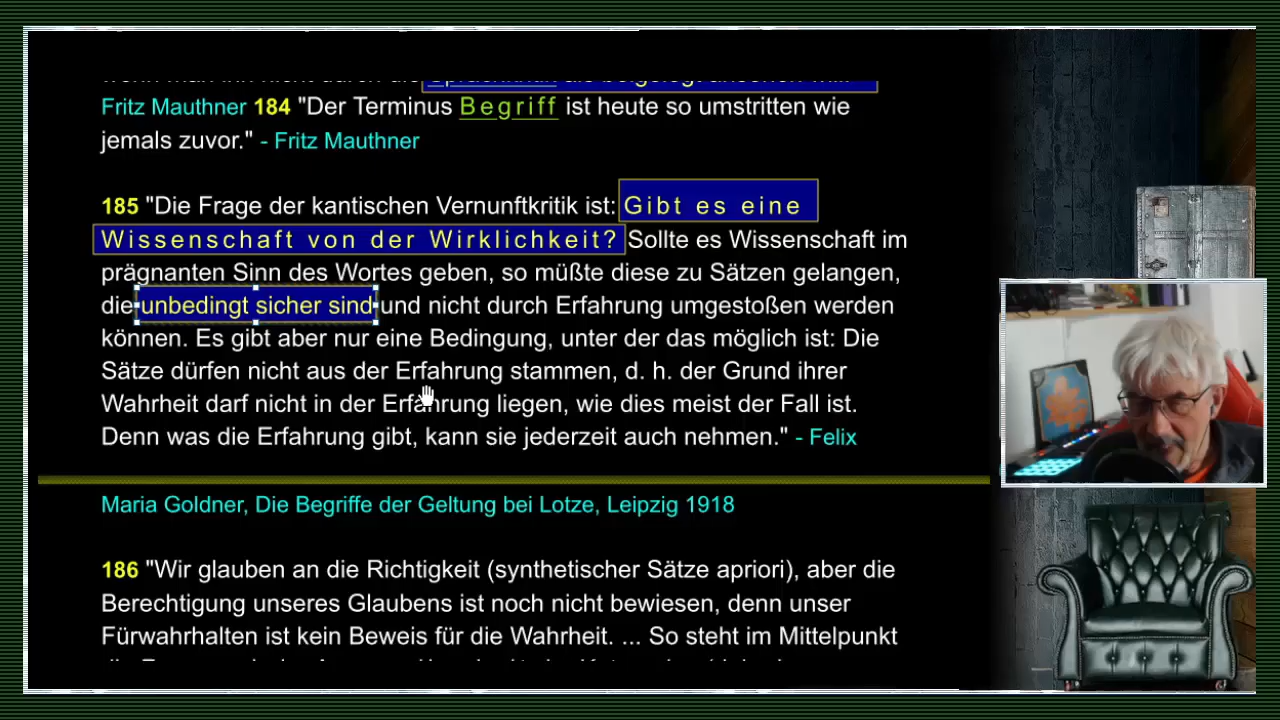 Fritz Mauthner 184 "Der Terminus Begriff ist heute so umstritten wie
jemals zuvor." - Fritz Mauthner
185 "Die Frage der kantischen Vernunftkritik ist: Gibt es eine
Wissenschaft von der Wirklichkeit? Sollte es Wissenschaft im
prägnanten Sinn des Wortes geben, so müßte diese zu Sätzen gelangen,
die unbedingt sicher sind und nicht durch Erfahrung umgestoßen werden
können. Es gibt aber nur eine Bedingung, unter der das möglich ist: Die
Sätze dürfen nicht aus der Erfahrung stammen, d. h. der Grund ihrer
Wahrheit darf nicht in der Erfahrung liegen, wie dies meist der Fall ist.
Denn was die Erfahrung gibt, kann sie jederzeit auch nehmen." - Felix
Maria Goldner, Die Begriffe der Geltung bei Lotze, Leipzig 1918
186 "Wir glauben an die Richtigkeit (synthetischer Sätze apriori), aber die
Berechtigung unseres Glaubens ist noch nicht bewiesen, denn unser
Fürwahrhalten ist kein Beweis für die Wahrheit. ... So steht im Mittelpunkt